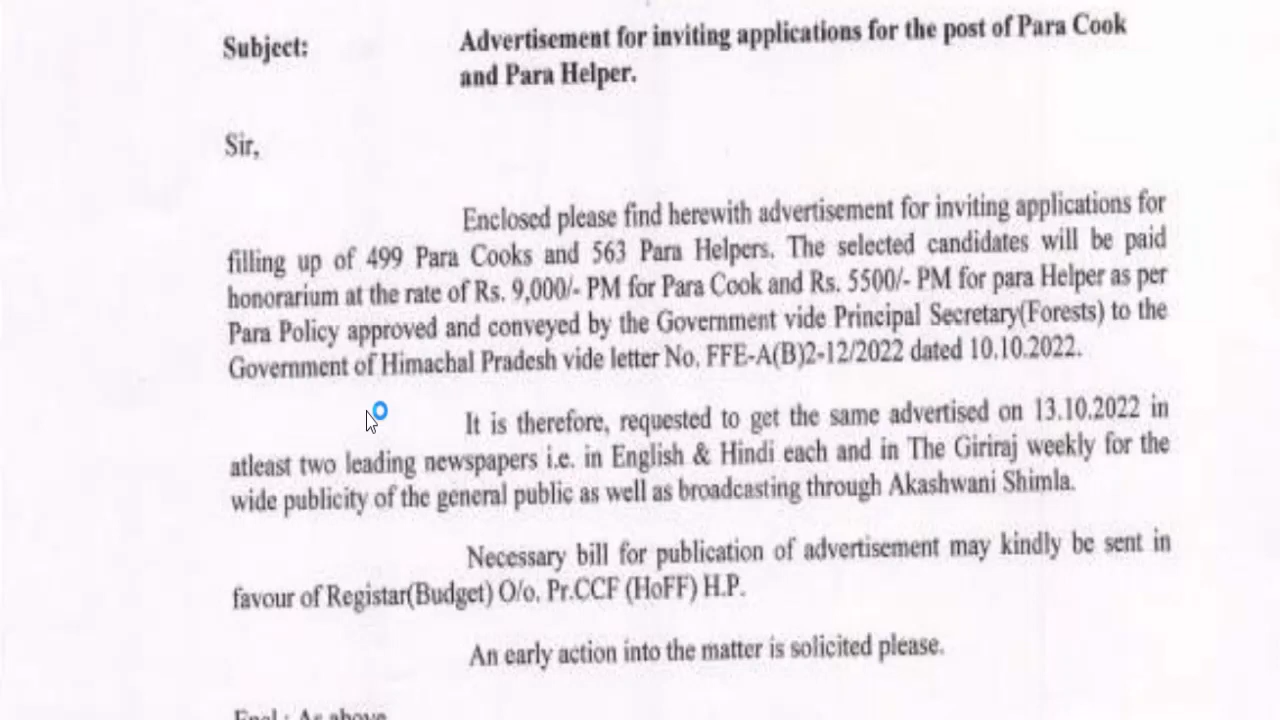 Subject: Advertisement for inviting applications for the post of Para Cook
and Para Helper.
Sir,
Enclosed please find herewith advertisement for inviting applications for
filling up of 499 Para Cooks and 563 Para Helpers. The selected candidates will be paid
honorarium at the rate of Rs. 9,000/- PM for Para Cook and Rs. 5500/- PM for para Helper as per
Para Policy approved and conveyed by the Government vide Principal Secretary(Forests) to the
Government of Himachal Pradesh vide letter No. FFE-A(B)2-12/2022 dated 10.10.2022.
It is therefore, requested to get the same advertised on 13.10.2022 in
atleast two leading newspapers i.e. in English & Hindi each and in The Giriraj weekly for the
wide publicity of the general public as well as broadcasting through Akashwani Shimla.
Necessary bill for publication of advertisement may kindly be sent in
favour of Registar(Budget) O/o. Pr.CCF (HoFF) H.P.
An early action into the matter is solicited please.
Encl.: As above